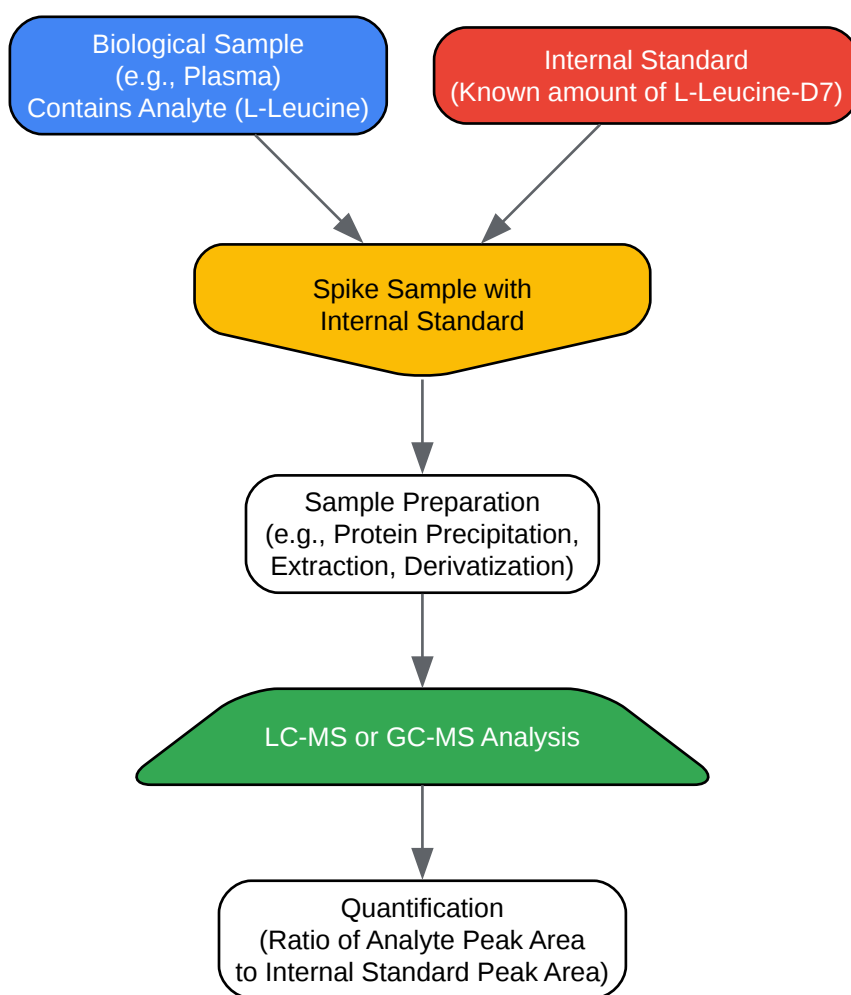 Biological Sample
(e.g., Plasma)
Contains Analyte (L-Leucine)
Internal Standard
(Known amount of L-Leucine-D7)
Spike Sample with
Internal Standard
Sample Preparation
(e.g., Protein Precipitation,
Extraction, Derivatization)
LC-MS or GC-MS Analysis
Quantification
(Ratio of Analyte Peak Area
to Internal Standard Peak Area)